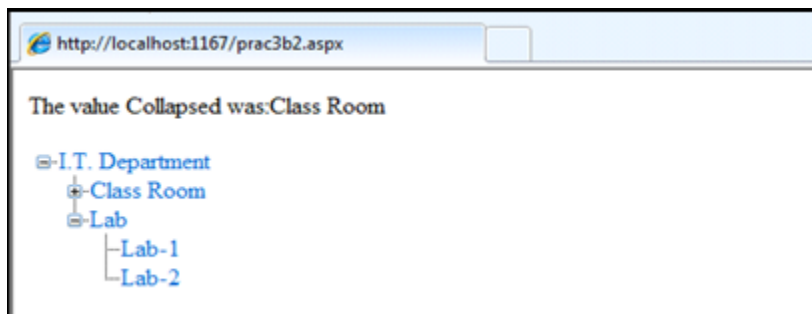 http://localhost:1167/prac3b2.aspx
The value Collapsed was:Class Room
I.T. Department
Class Room
Lab
Lab-1
Lab-2